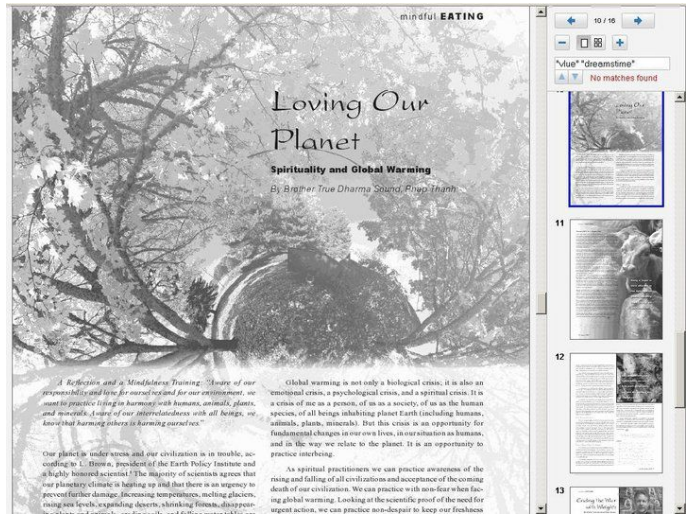 mindful EATING
Loving Our
Planet
Spirituality and Global Warming
By Brother True Dharma Sound, Phap Thanh
A Reflection and a Mindfulness Training: "Aware of our
responsibility and love for ourselves and for our environment, we
want to practice living in harmony with humans, animals, plants,
and minerals. Aware of our interrelatedness with all beings, we
know that harming others is harming ourselves."
Our planet is under stress and our civilization is in trouble, ac-
cording to L. Brown, president of the Earth Policy Institute and
a highly honored scientist.¹ The majority of scientists agrees that
our planetary climate is heating up and that there is an urgency to
prevent further damage. Increasing temperatures, melting glaciers,
rising sea levels, expanding deserts, shrinking forests, disappear-
Global warming is not only a biological crisis; it is also an
emotional crisis, a psychological crisis, and a spiritual crisis. It is
a crisis of me as a person, of us as a society, of us as the human
species, of all beings inhabiting planet Earth (including humans,
animals, plants, minerals). But this crisis is an opportunity for
fundamental changes in our own lives, in our situation as humans,
and in the way we relate to the planet. It is an opportunity to
practice interbeing.
As spiritual practitioners we can practice awareness of the
rising and falling of all civilizations and acceptance of the coming
death of our civilization. We can practice with non-fear when fac-
ing global warming. Looking at the scientific proof of the need for
urgent action, we can practice non-despair to keep our freshness
10 / 16
"vlue" "dreamstime"
No matches found
Loving Our
Planet
11
12
13